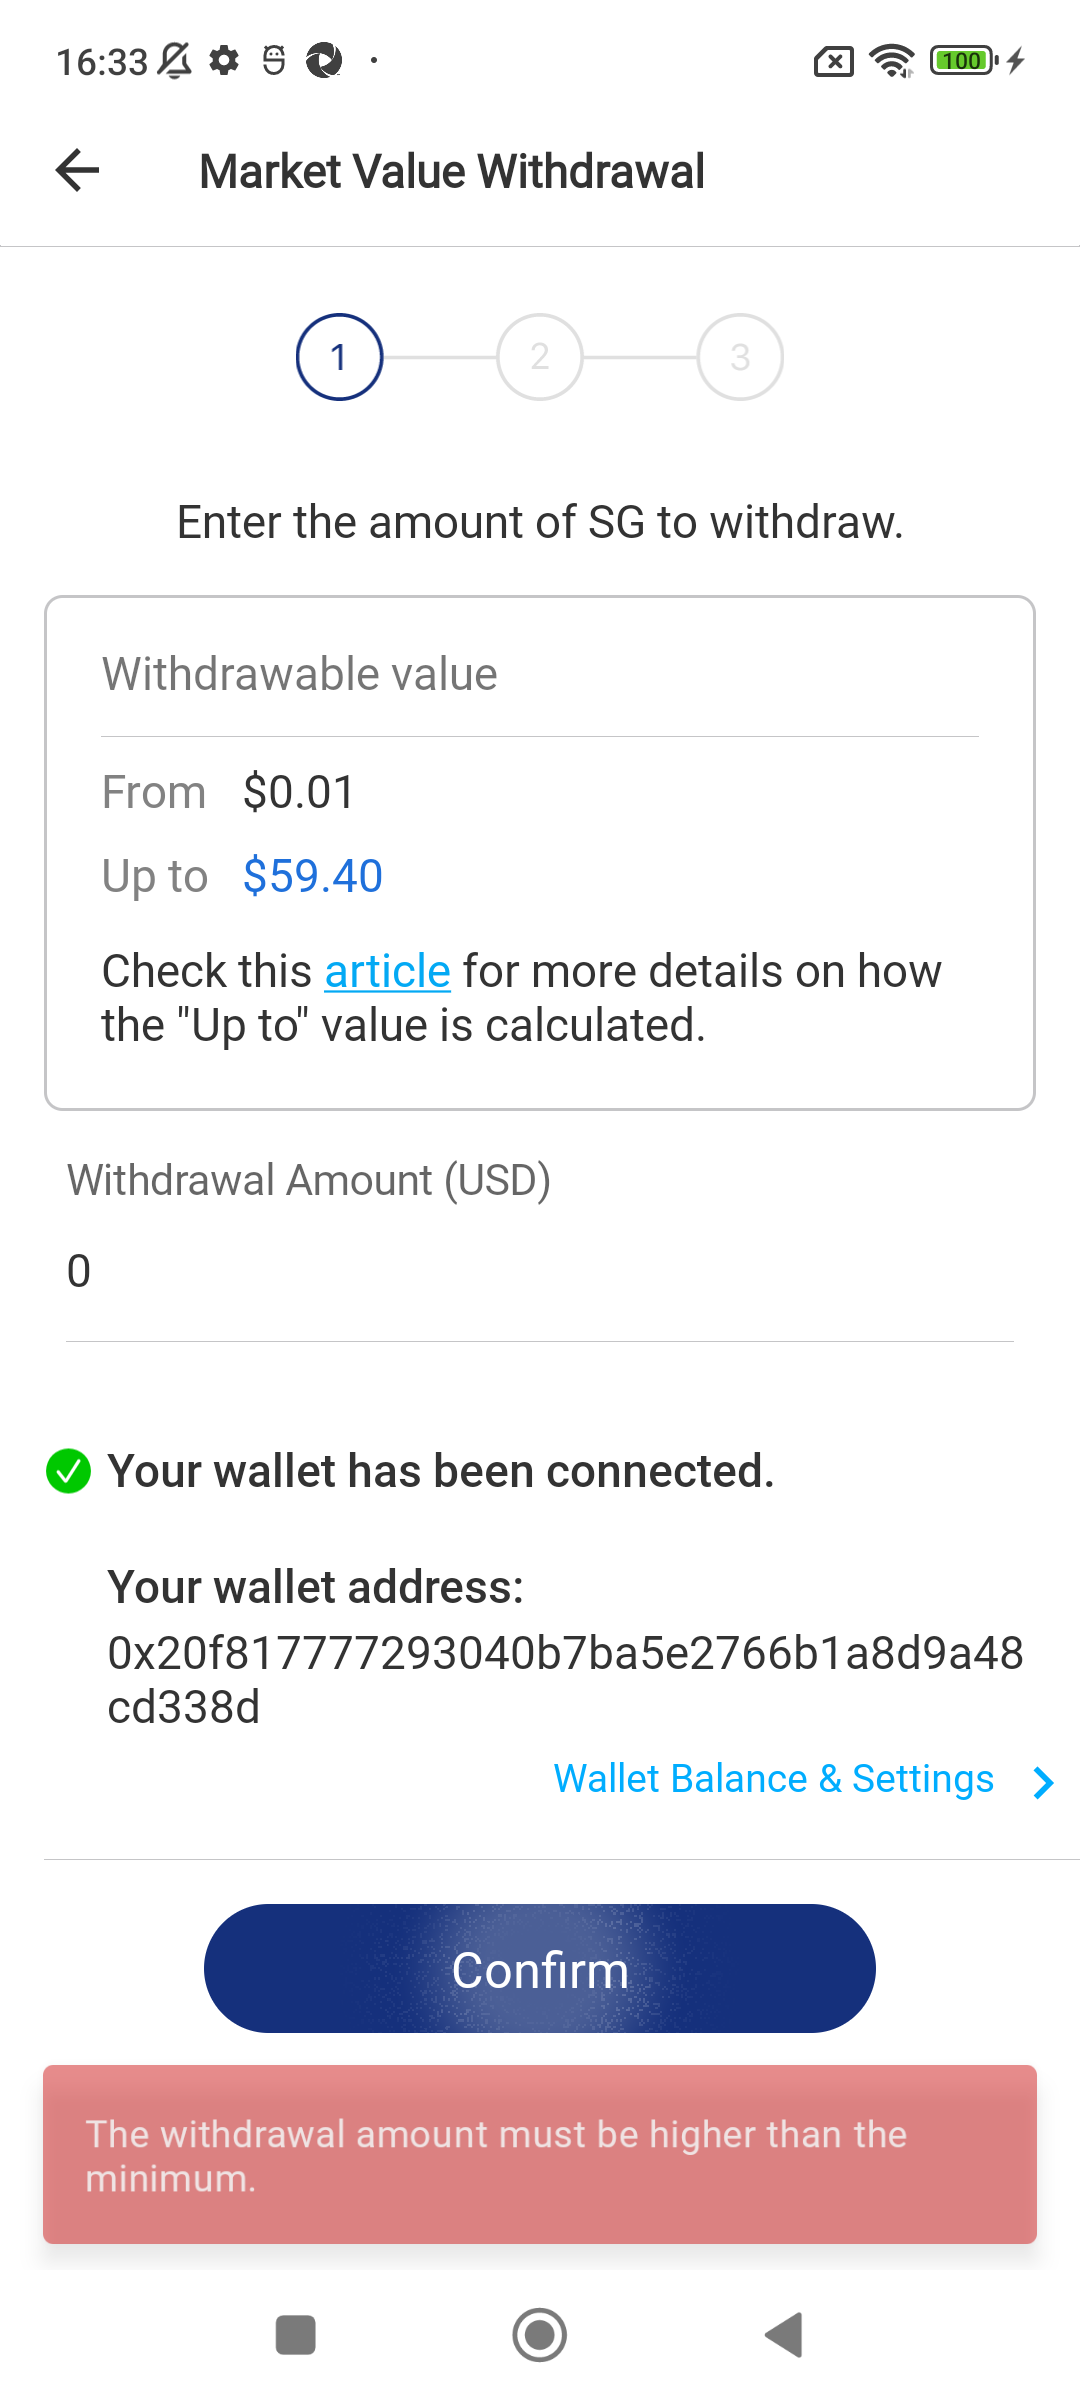 16:33
100
Market Value Withdrawal
1 2 3
Enter the amount of SG to withdraw.
Withdrawable value
From $0.01
Up to $59.40
Check this article for more details on how
the "Up to" value is calculated.
Withdrawal Amount (USD)
0
Your wallet has been connected.
Your wallet address:
0x20f817777293040b7ba5e2766b1a8d9a48
cd338d
Wallet Balance & Settings
Confirm
The withdrawal amount must be higher than the
minimum.